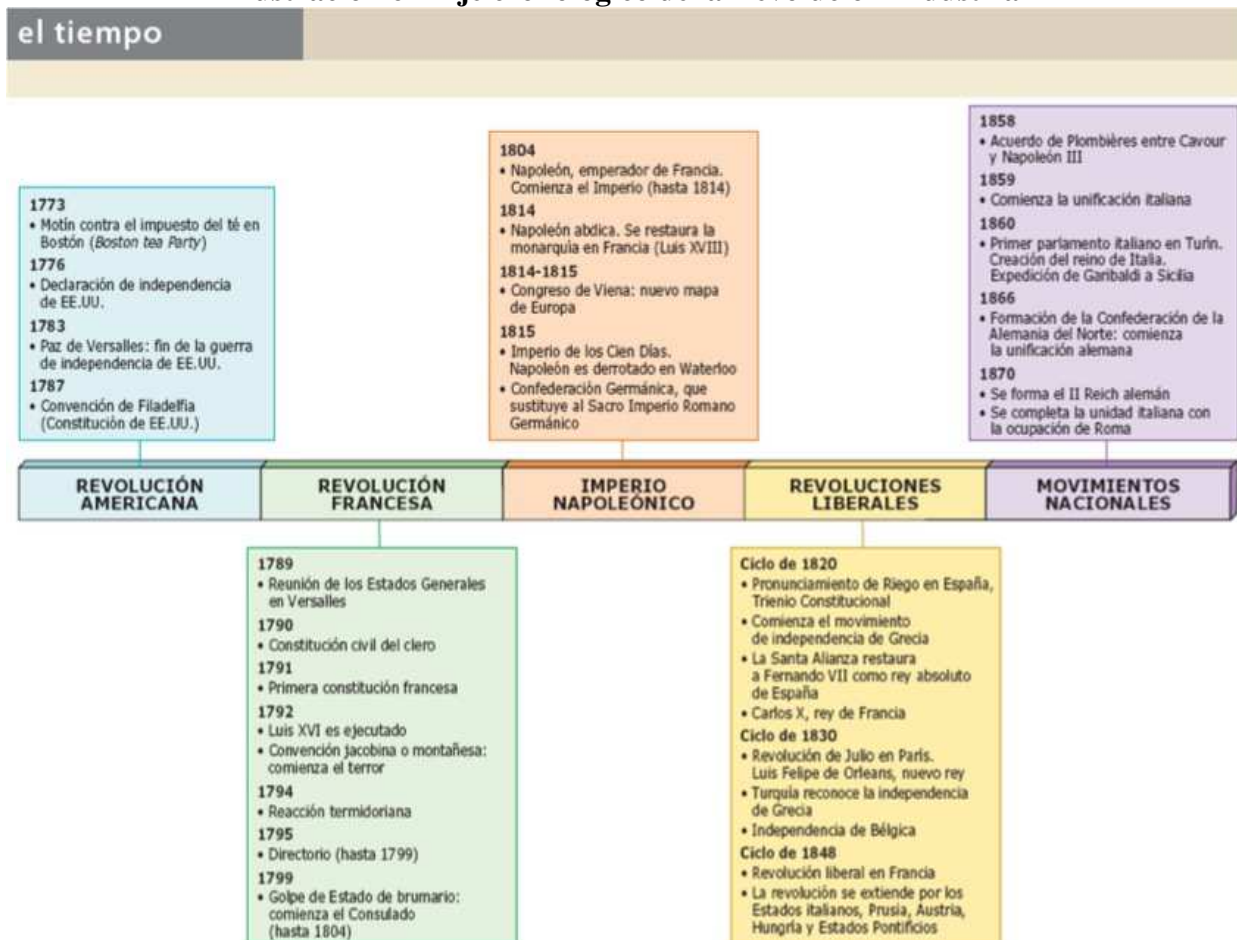 el tiempo
1773
• Motín contra el impuesto del té en
Bostón (Boston tea Party)
1776
• Declaración de independencia
de EE.UU.
1783
• Paz de Versalles: fin de la guerra
de independencia de EE.UU.
1787
• Convención de Filadelfia
(Constitución de EE.UU.)
1804
• Napoleón, emperador de Francia.
Comienza el Imperio (hasta 1814)
1814
• Napoleón abdica. Se restaura la
monarquía en Francia (Luis XVIII)
1814-1815
• Congreso de Viena: nuevo mapa
de Europa
1815
• Imperio de los Cien Días.
Napoleón es derrotado en Waterloo
• Confederación Germánica, que
sustituye al Sacro Imperio Romano
Germánico
1858
• Acuerdo de Plombières entre Cavour
y Napoleón III
1859
• Comienza la unificación italiana
1860
• Primer parlamento italiano en Turín.
Creación del reino de Italia.
Expedición de Garibaldi a Sicilia
1866
• Formación de la Confederación de la
Alemania del Norte: comienza
la unificación alemana
1870
• Se forma el II Reich alemán
• Se completa la unidad italiana con
la ocupación de Roma
REVOLUCIÓN
AMERICANA
REVOLUCIÓN
FRANCESA
IMPERIO
NAPOLEÓNICO
REVOLUCIONES
LIBERALES
MOVIMIENTOS
NACIONALES
1789
• Reunión de los Estados Generales
en Versalles
1790
• Constitución civil del clero
1791
• Primera constitución francesa
1792
• Luis XVI es ejecutado
• Convención jacobina o montañesa:
comienza el terror
1794
• Reacción termidoriana
1795
• Directorio (hasta 1799)
1799
• Golpe de Estado de brumario:
comienza el Consulado
(hasta 1804)
Ciclo de 1820
• Pronunciamiento de Riego en España,
Trienio Constitucional
• Comienza el movimiento
de independencia de Grecia
• La Santa Alianza restaura
a Fernando VII como rey absoluto
de España
• Carlos X, rey de Francia
Ciclo de 1830
• Revolución de Julio en París.
Luis Felipe de Orleans, nuevo rey
• Turquía reconoce la independencia
de Grecia
• Independencia de Bélgica
Ciclo de 1848
• Revolución liberal en Francia
• La revolución se extiende por los
Estados italianos, Prusia, Austria,
Hungría y Estados Pontificios